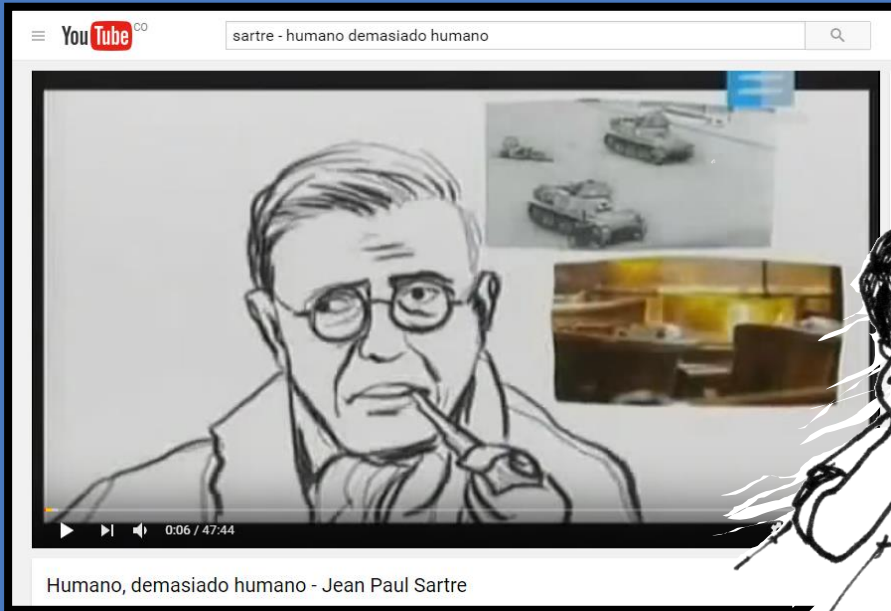 YouTube CO
sartre - humano demasiado humano
0:06 / 47:44
Humano, demasiado humano - Jean Paul Sartre